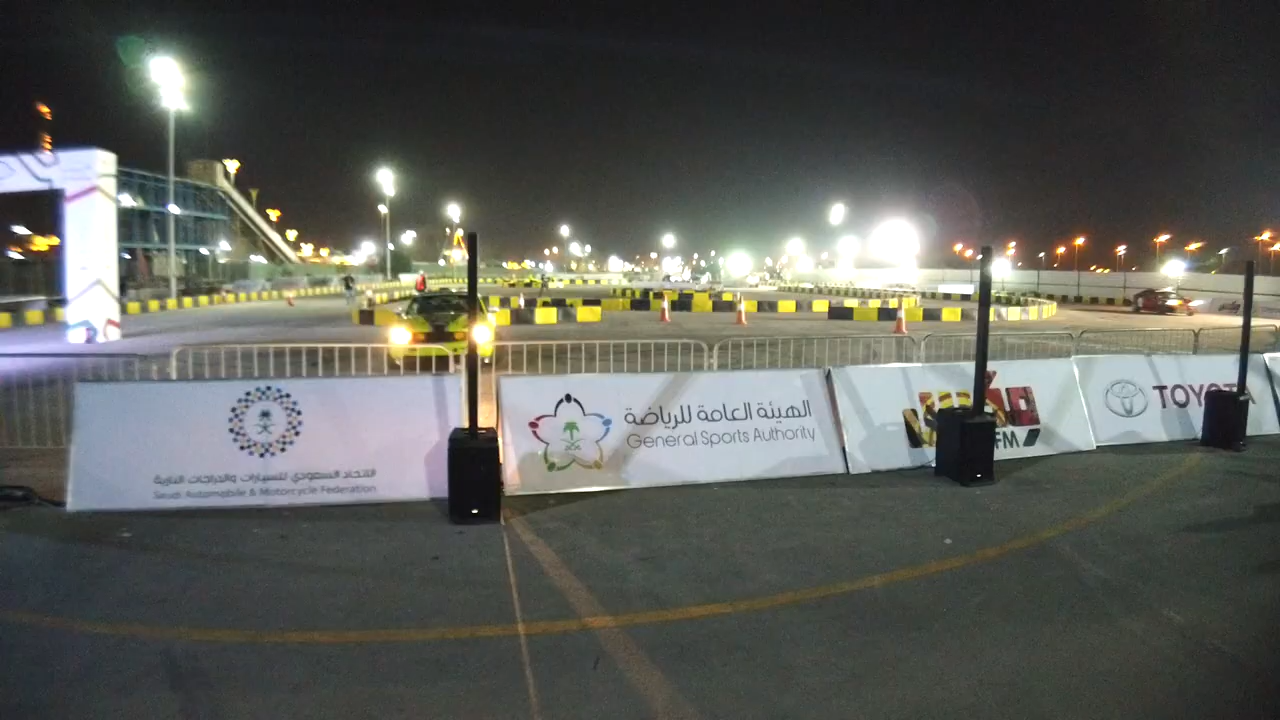 الاتحاد السعودي للسيارات والدراجات النارية
Saudi Automobile & Motorcycle Federation
الهيئة العامة للرياضة
General Sports Authority
FM
TOYOTA